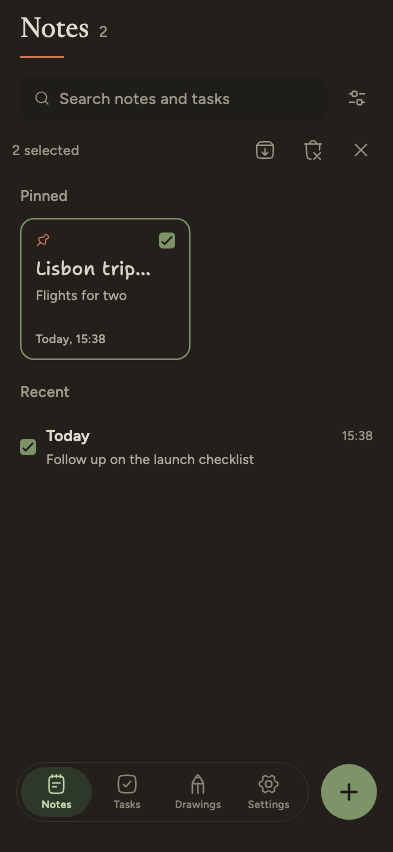 Notes 2
Search notes and tasks
2 selected
Pinned
Lisbon trip...
Flights for two
Today, 15:38
Recent
Today 15:38
Follow up on the launch checklist
Notes Tasks Drawings Settings